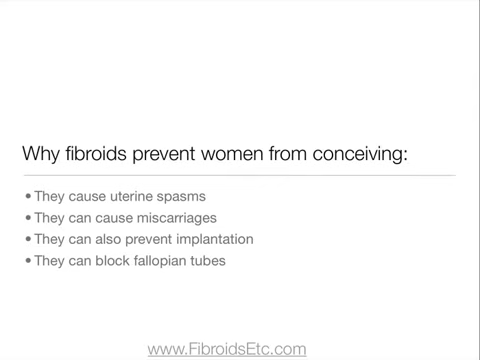 Why fibroids prevent women from conceiving:
• They cause uterine spasms
• They can cause miscarriages
• They can also prevent implantation
• They can block fallopian tubes
www.FibroidsEtc.com